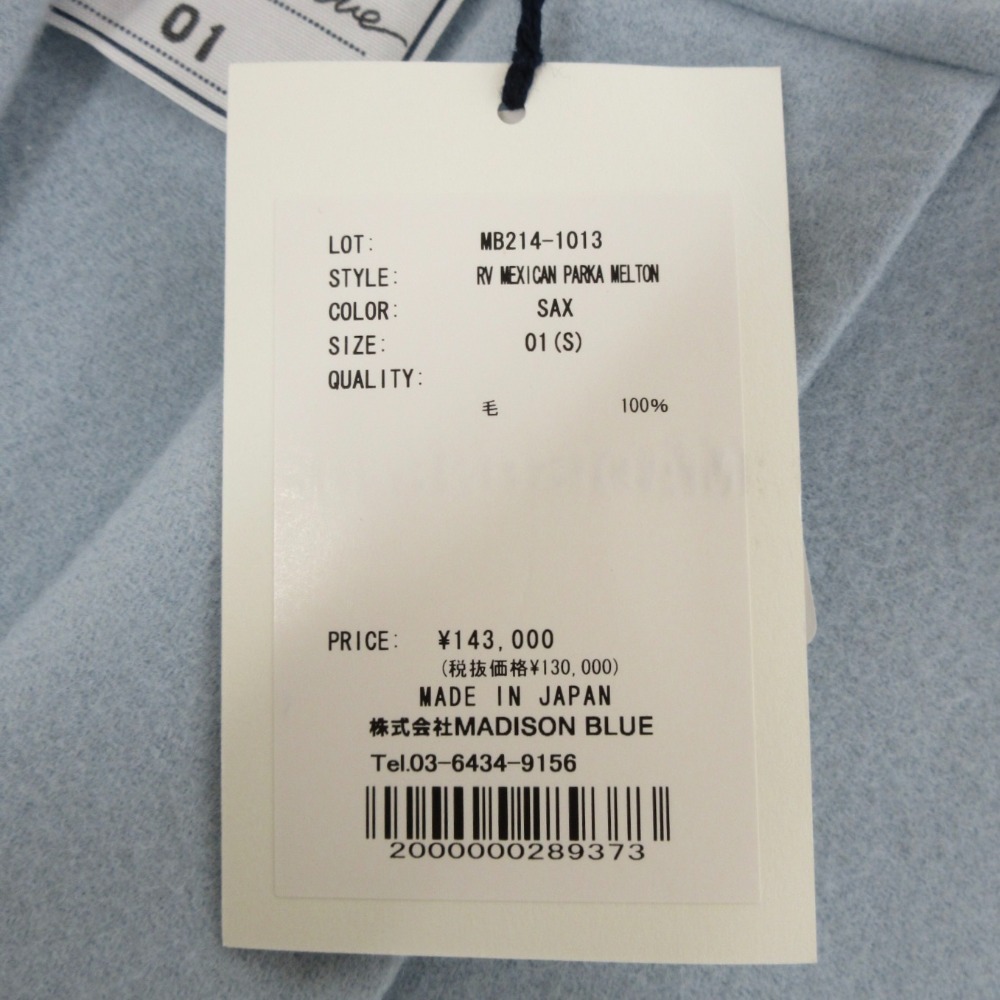 01
LOT: MB214-1013
STYLE: RV MEXICAN PARKA MELTON
COLOR: SAX
SIZE: 01(S)
QUALITY:
毛 100%
PRICE: ¥143,000
(税抜価格¥130,000)
MADE IN JAPAN
株式会社MADISON BLUE
Tel.03-6434-9156
2000000289373